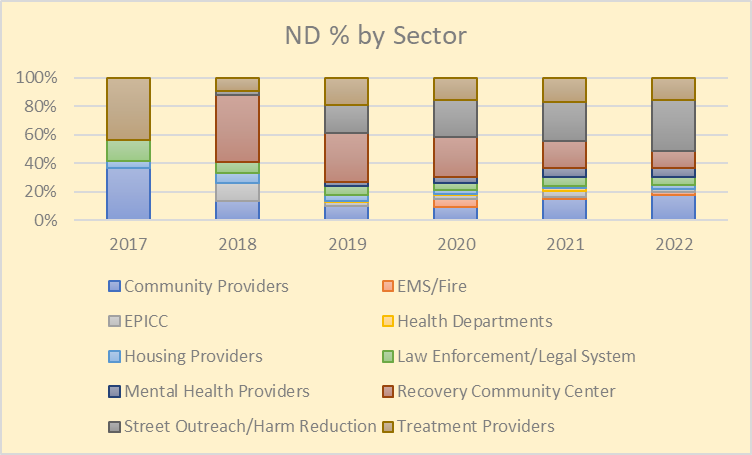 ND % by Sector
100%
80%
60%
40%
20%
0%
2017 2018 2019 2020 2021 2022
Community Providers EMS/Fire
EPICC Health Departments
Housing Providers Law Enforcement/Legal System
Mental Health Providers Recovery Community Center
Street Outreach/Harm Reduction Treatment Providers